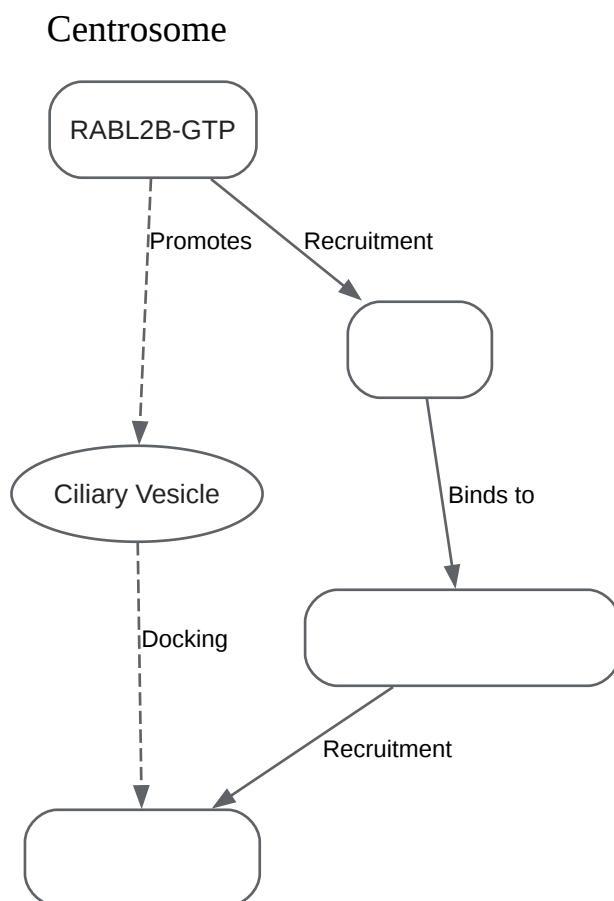 Centrosome
RABL2B-GTP
Promotes
Recruitment
Ciliary Vesicle
Binds to
Docking
Recruitment